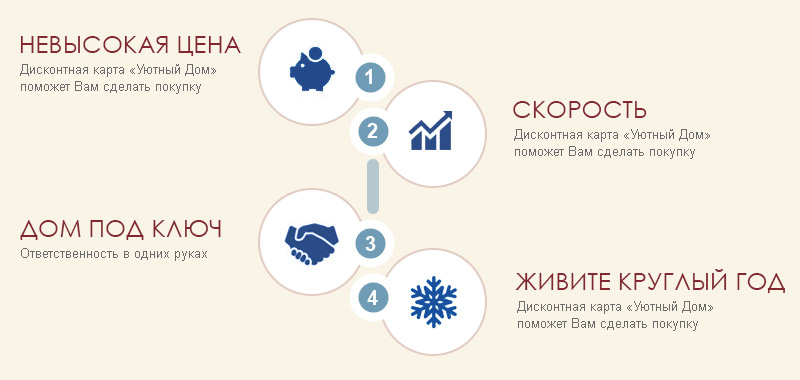 НЕВЫСОКАЯ ЦЕНА
Дисконтная карта «Уютный Дом»
поможет Вам сделать покупку
1
2
СКОРОСТЬ
Дисконтная карта «Уютный Дом»
поможет Вам сделать покупку
ДОМ ПОД КЛЮЧ
Ответственность в одних руках
3
4
ЖИВИТЕ КРУГЛЫЙ ГОД
Дисконтная карта «Уютный Дом»
поможет Вам сделать покупку